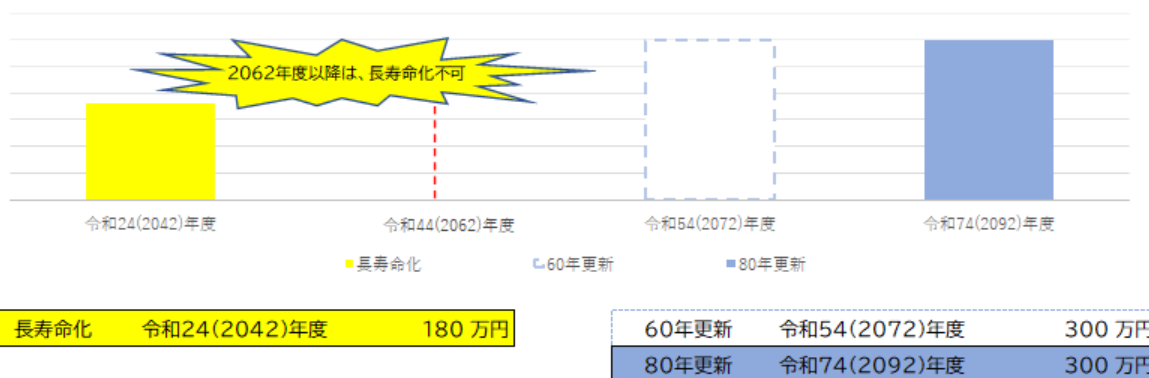 2062年度以降は、長寿命化不可
令和24(2042)年度 令和44(2062)年度 令和54(2072)年度 令和74(2092)年度
長寿命化 60年更新 80年更新
長寿命化 令和24(2042)年度 180 万円
60年更新 令和54(2072)年度 300 万円
80年更新 令和74(2092)年度 300 万円